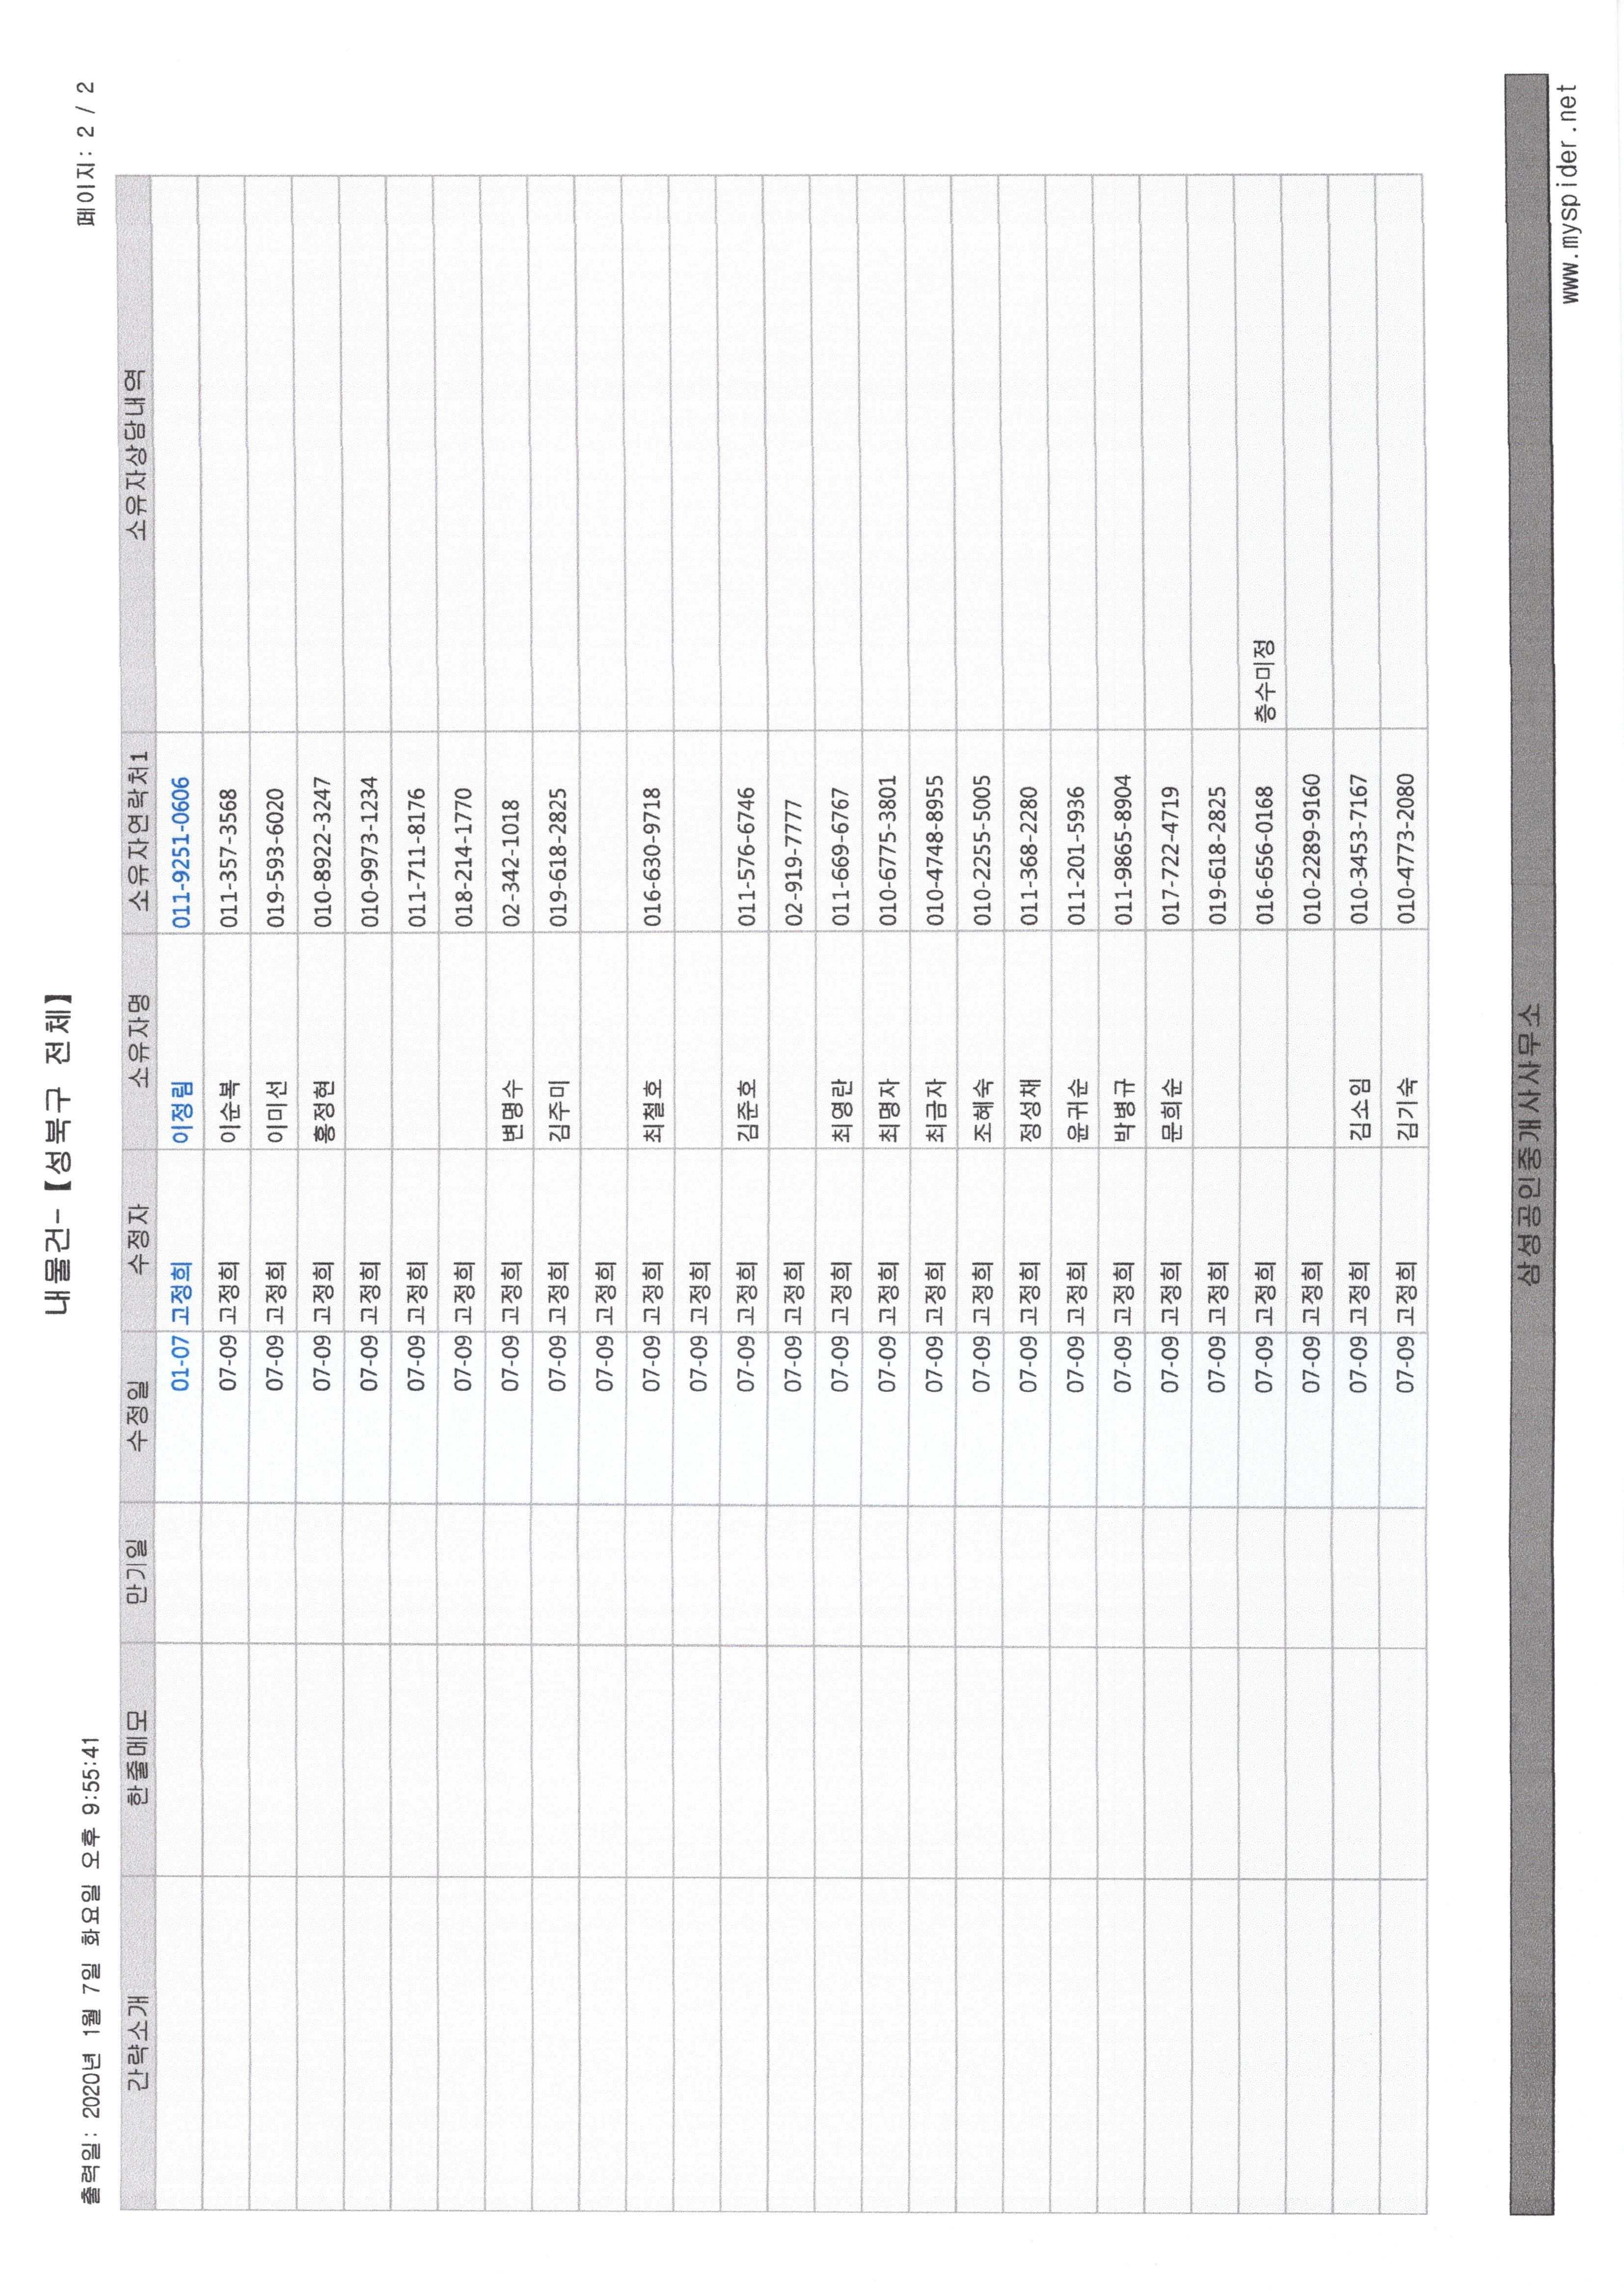 내물건-【성북구 전체】
출력일: 2020년 1월 7일 화요일 오후 9:55:41
페이지: 2 / 2
간략소개 한줄메모 만기일 수정일 수정자 소유자명 소유자연락처1 소유자상담내역
01-07 고정희 이정림 011-9251-0606
07-09 고정희 이순복 011-357-3568
07-09 고정희 이미선 019-593-6020
07-09 고정희 홍정현 010-8922-3247
07-09 고정희 010-9973-1234
07-09 고정희 011-711-8176
07-09 고정희 018-214-1770
07-09 고정희 변명수 02-342-1018
07-09 고정희 김주미 019-618-2825
07-09 고정희
07-09 고정희 최철호 016-630-9718
07-09 고정희
07-09 고정희 김준호 011-576-6746
07-09 고정희 02-919-7777
07-09 고정희 최영란 011-669-6767
07-09 고정희 최명자 010-6775-3801
07-09 고정희 최금자 010-4748-8955
07-09 고정희 조혜숙 010-2255-5005
07-09 고정희 정성채 011-368-2280
07-09 고정희 윤귀순 011-201-5936
07-09 고정희 박병규 011-9865-8904
07-09 고정희 문희순 017-722-4719
07-09 고정희 019-618-2825
07-09 고정희 016-656-0168 층수미정
07-09 고정희 010-2289-9160
07-09 고정희 김소임 010-3453-7167
07-09 고정희 김기숙 010-4773-2080
삼성공인중개사사무소
www.myspider.net